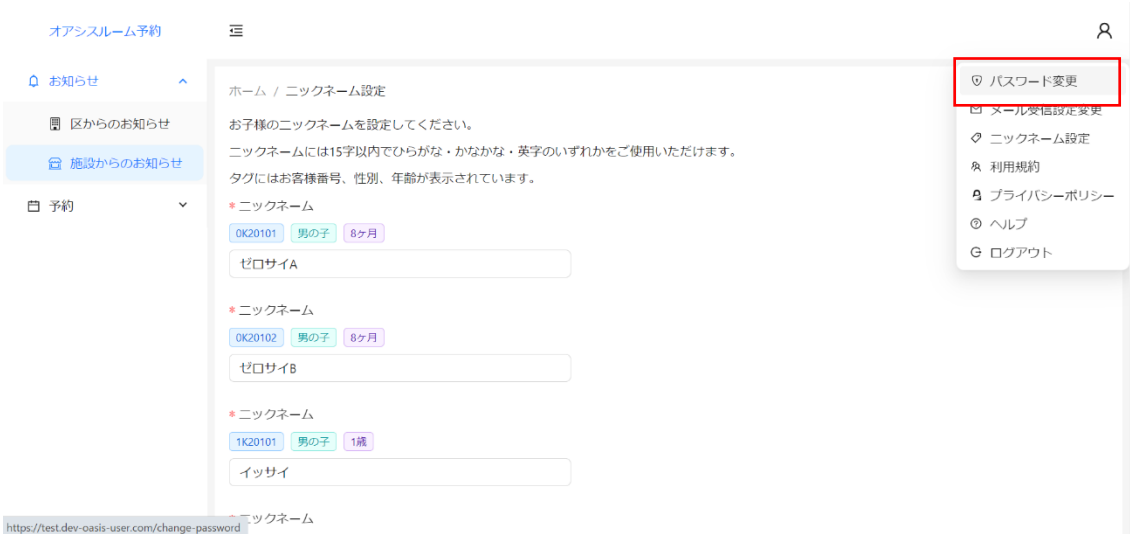 オアシスルーム予約
お知らせ
区からのお知らせ
施設からのお知らせ
予約
ホーム / ニックネーム設定
お子様のニックネームを設定してください。
ニックネームには15字以内でひらがな・かなかな・英字のいずれかをご使用いただけます。
タグにはお客様番号、性別、年齢が表示されています。
* ニックネーム
0K20101 男の子 8ヶ月
ゼロサイA
* ニックネーム
0K20102 男の子 8ヶ月
ゼロサイB
* ニックネーム
1K20101 男の子 1歳
イッサイ
ニックネーム
パスワード変更
メール受信設定変更
ニックネーム設定
利用規約
プライバシーポリシー
ヘルプ
ログアウト
https://test.dev-oasis-user.com/change-password